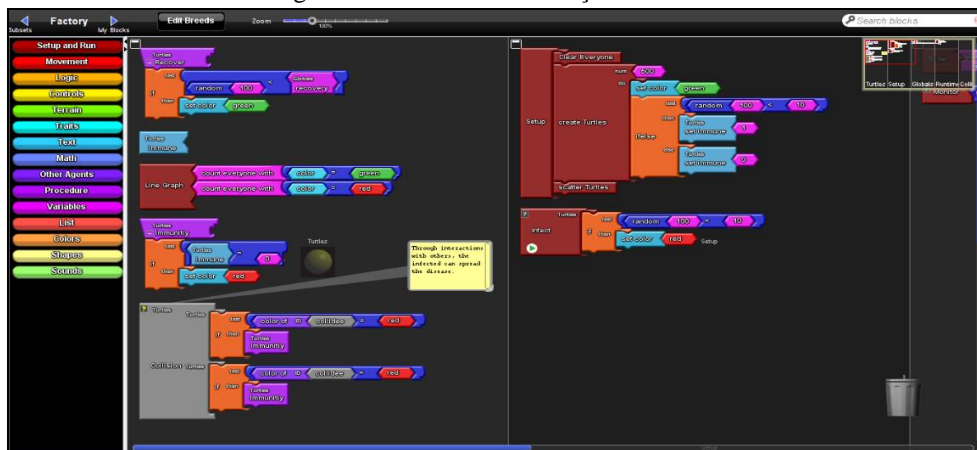 Factory
Subsets
My Blocks
Edit Breeds
Zoom
100%
Search blocks
Setup and Run
Movement
Logic
Controls
Terrain
Traits
Text
Math
Other Agents
Procedure
Variables
List
Colors
Shapes
Sounds
Turtles
Recovery
if
test
random 100 < Turtles recovery
then
set color green
Turtles
Immune
Line Graph
count everyone with color = green
count everyone with color = red
Turtles
Immunity
if
test
Turtles Immune = 0
then
set color red
Turtles
Through interactions
with others, the
infected can spread
the disease.
Collision
Turtles
Turtles
if
test
color of ID collidee = red
then
Turtles
Immunity
Turtles
if
test
color of ID collidee = red
then
Turtles
Immunity
Setup
Clear Everyone
create Turtles
num 500
do
set color green
ifelse
test
random 100 < 10
then
Turtles
set Immune 1
else
Turtles
set Immune 0
Scatter Turtles
Infect
Turtles
if
test
random 100 < 10
then
set color red
Setup
Turtles Setup Globals Runtime Coll
Monitor